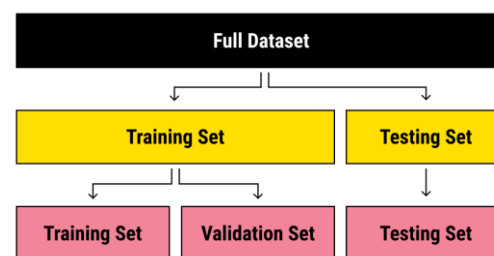 Full Dataset
Training Set
Testing Set
Training Set
Validation Set
Testing Set